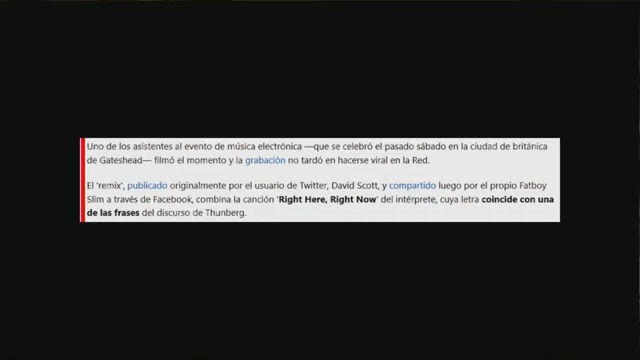 Uno de los asistentes al evento de música electrónica —que se celebró el pasado sábado en la ciudad de británica
de Gateshead— filmó el momento y la grabación no tardó en hacerse viral en la Red.
El 'remix', publicado originalmente por el usuario de Twitter, David Scott, y compartido luego por el propio Fatboy
Slim a través de Facebook, combina la canción 'Right Here, Right Now' del intérprete, cuya letra coincide con una
de las frases del discurso de Thunberg.